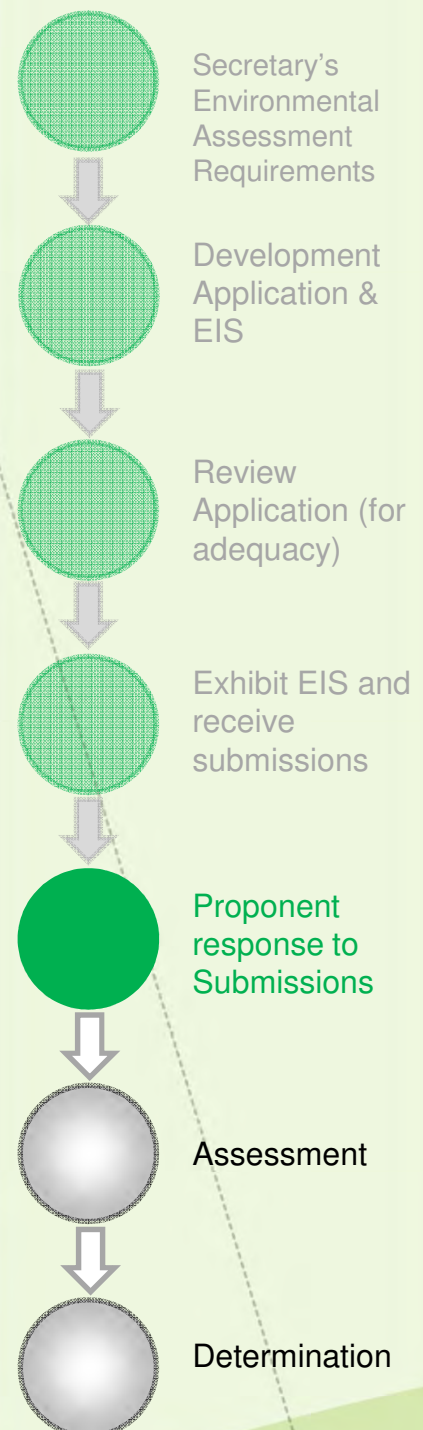 Secretary's
Environmental
Assessment
Requirements
Development
Application &
EIS
Review
Application (for
adequacy)
Exhibit EIS and
receive
submissions
Proponent
response to
Submissions
Assessment
Determination